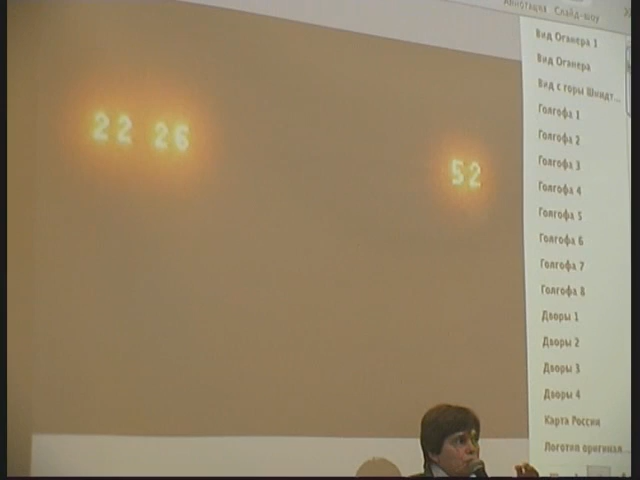 Аннотация Слайд-шоу
22 26
52
Вид Оганера 1
Вид Оганера
Вид с горы Шмидт...
Голгофа 1
Голгофа 2
Голгофа 3
Голгофа 4
Голгофа 5
Голгофа 6
Голгофа 7
Голгофа 8
Дворы 1
Дворы 2
Дворы 3
Дворы 4
Карта России
Логотип оригинал...